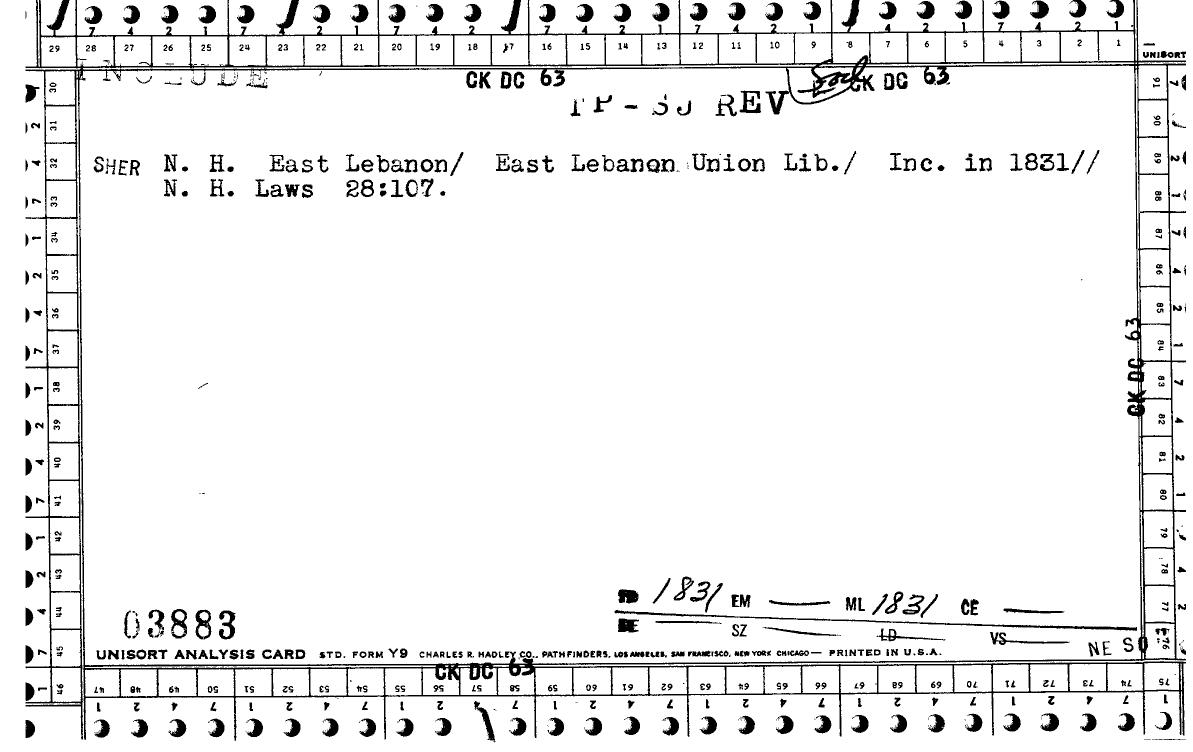 29 28 27 26 25 24 23 22 21 20 19 18 17 16 15 14 13 12 11 10 9 8 7 6 5 4 3 2 1
UNISORT
INCLUDE
CK DC 63
CK DC 63
TP - SJ REV
SHER N. H. East Lebanon/ East Lebanon Union Lib./ Inc. in 1831//
N. H. Laws 28:107.
30 31 32 33 34 35 36 37 38 39 40 41 42 43 44 45 46
91 90 89 88 87 86 85 84 83 82 81 80 79 78 77 76
CK DC 63
1831 EM — ML 1831 CE —
SZ — LD — VS —
03883
NE SO
UNISORT ANALYSIS CARD STD. FORM Y9 CHARLES R. HADLEY CO., PATHFINDERS, LOS ANGELES, SAN FRANCISCO, NEW YORK CHICAGO— PRINTED IN U.S.A.
CK DC 63
47 48 49 50 51 52 53 54 55 56 57 58 59 60 61 62 63 64 65 66 67 68 69 70 71 72 73 74 75